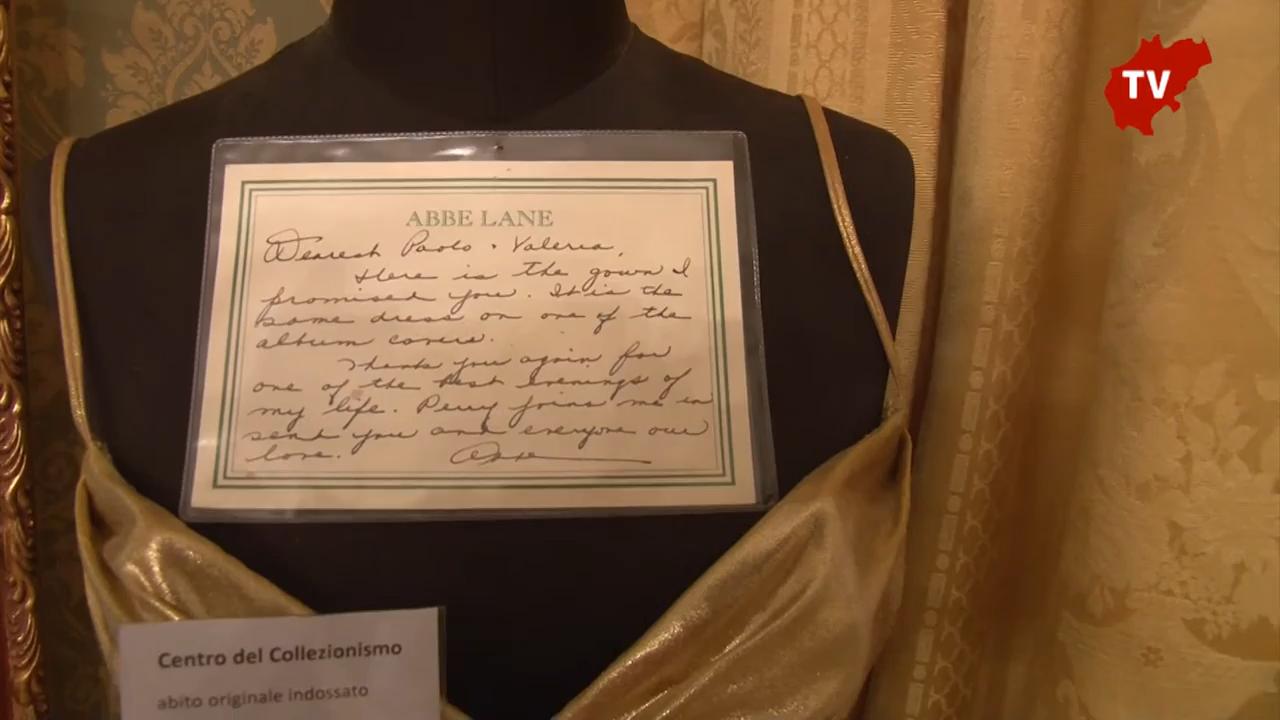 TV
ABBE LANE
Dearest Paolo + Valeria,
Here is the gown I
promised you. It is the
same dress on one of the
album covers.
Thank you again for
one of the best evenings of
my life. Perry joins me in
send you and everyone our
love. Abbe
Centro del Collezionismo
abito originale indossato